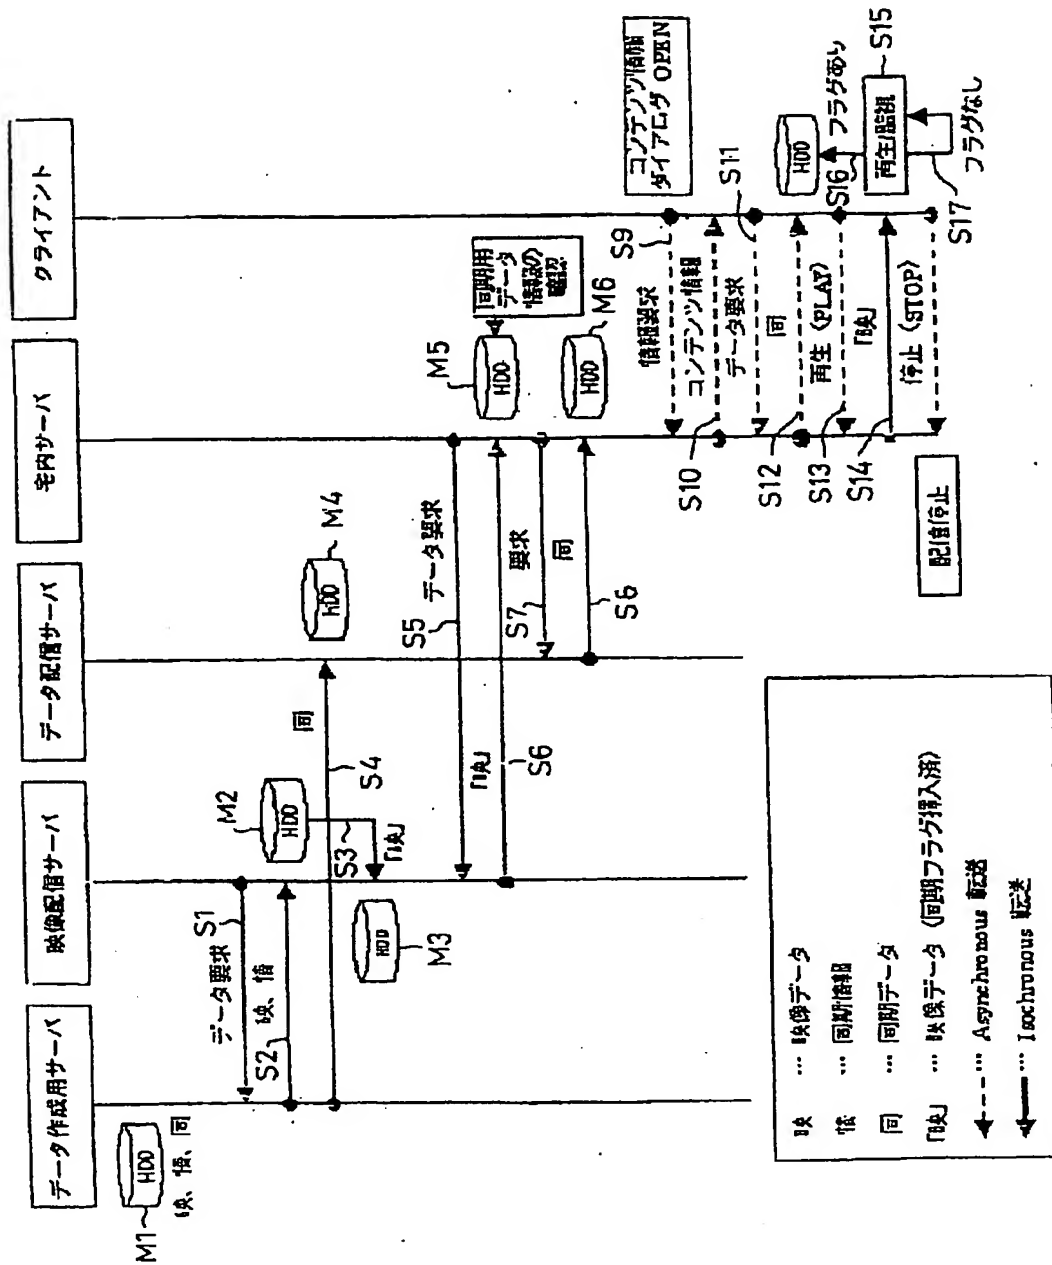 データ作成用サーバ
映像配信サーバ
データ配信サーバ
宅内サーバ
クライアント
M1
HDD
映、情、同
データ要求
S1
S2
映、情
M2
HDD
S3
「映」
HDD
M3
同
S4
M4
HDD
データ要求
S5
「映」
S6
M5
HDD
同期用
データ
情報の
確認
要求
S7
同
S6
M6
HDD
コンテンツ情報
ダイアログ OPEN
情報要求
S9
コンテンツ情報
S10
データ要求
S11
同
S12
再生 (PLAY)
S13
「映」
S14
停止 (STOP)
HDD
S16
フラグあり
再生/監視
S15
フラグなし
S17
配信停止
映 … 映像データ
情 … 同期情報
同 … 同期データ
「映」 … 映像データ (同期フラグ挿入済)
… Asynchronous 転送
… Isochronous 転送